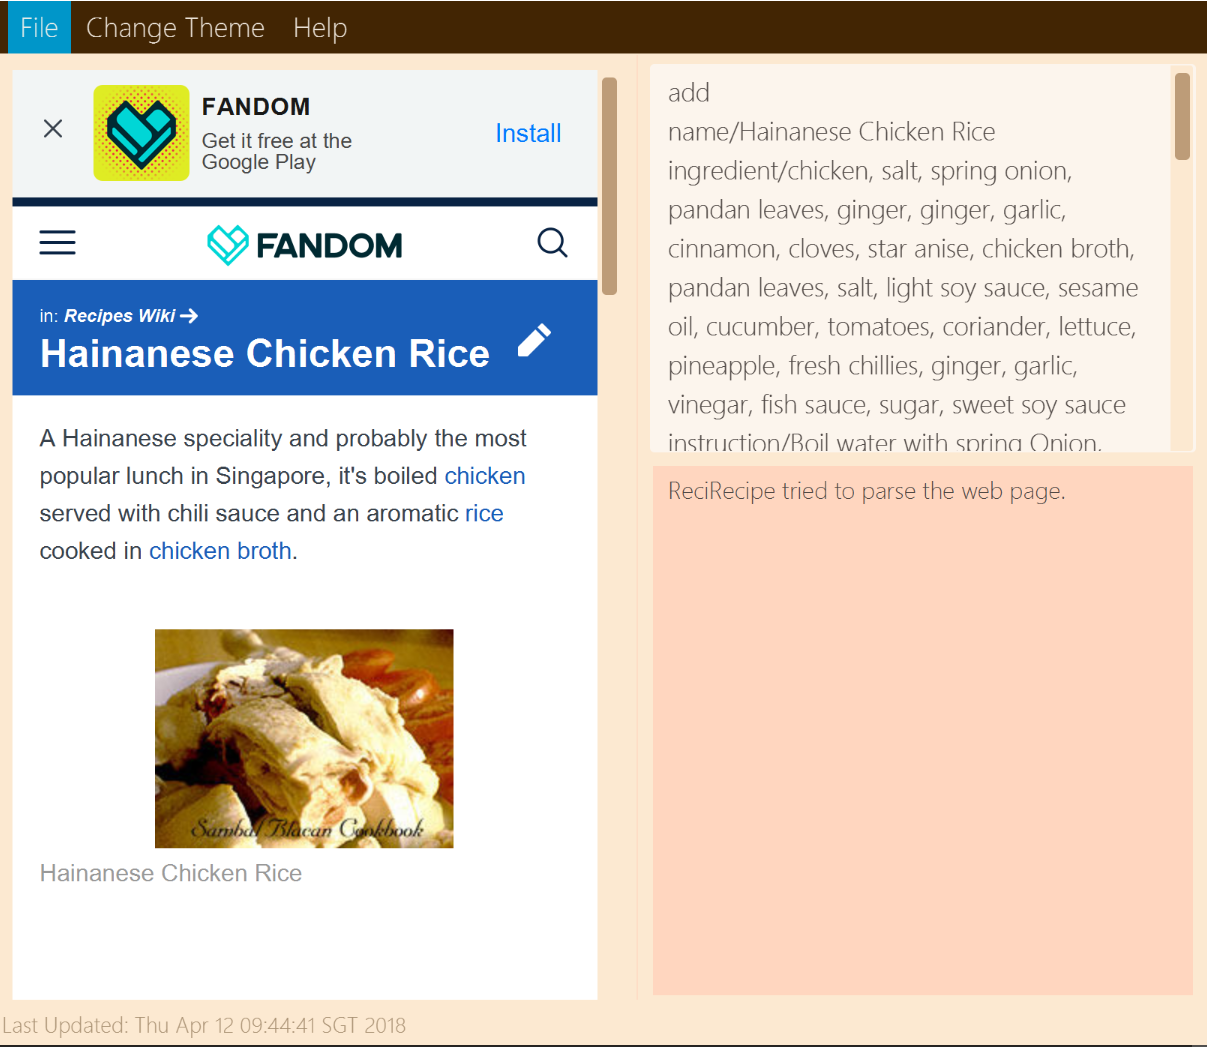 File Change Theme Help
FANDOM
Get it free at the
Google Play
Install
FANDOM
in: Recipes Wiki
Hainanese Chicken Rice
A Hainanese speciality and probably the most
popular lunch in Singapore, it's boiled chicken
served with chili sauce and an aromatic rice
cooked in chicken broth.
Sambal Blacan Cookbook
Hainanese Chicken Rice
add
name/Hainanese Chicken Rice
ingredient/chicken, salt, spring onion,
pandan leaves, ginger, ginger, garlic,
cinnamon, cloves, star anise, chicken broth,
pandan leaves, salt, light soy sauce, sesame
oil, cucumber, tomatoes, coriander, lettuce,
pineapple, fresh chillies, ginger, garlic,
vinegar, fish sauce, sugar, sweet soy sauce
instruction/Boil water with spring Onion,
ReciRecipe tried to parse the web page.
Last Updated: Thu Apr 12 09:44:41 SGT 2018